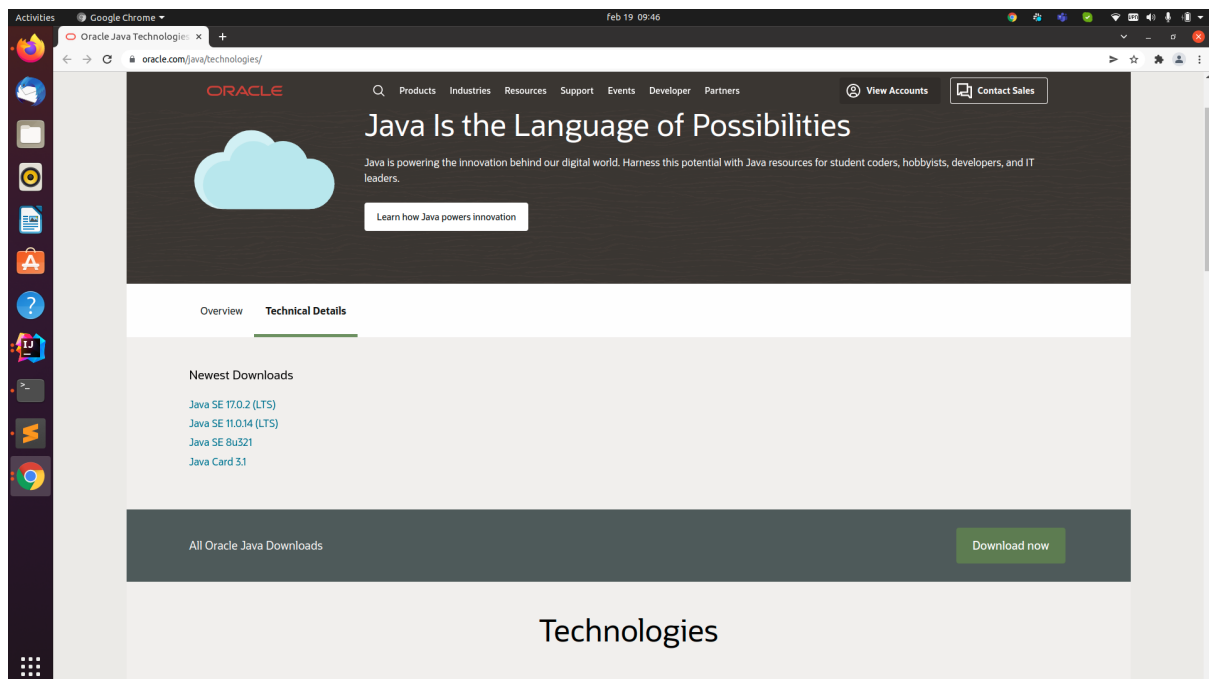 Activities Google Chrome feb 19 09:46
Oracle Java Technologies
oracle.com/java/technologies/
ORACLE Products Industries Resources Support Events Developer Partners View Accounts Contact Sales
Java Is the Language of Possibilities
Java is powering the innovation behind our digital world. Harness this potential with Java resources for student coders, hobbyists, developers, and IT
leaders.
Learn how Java powers innovation
Overview Technical Details
Newest Downloads
Java SE 17.0.2 (LTS)
Java SE 11.0.14 (LTS)
Java SE 8u321
Java Card 3.1
All Oracle Java Downloads Download now
Technologies